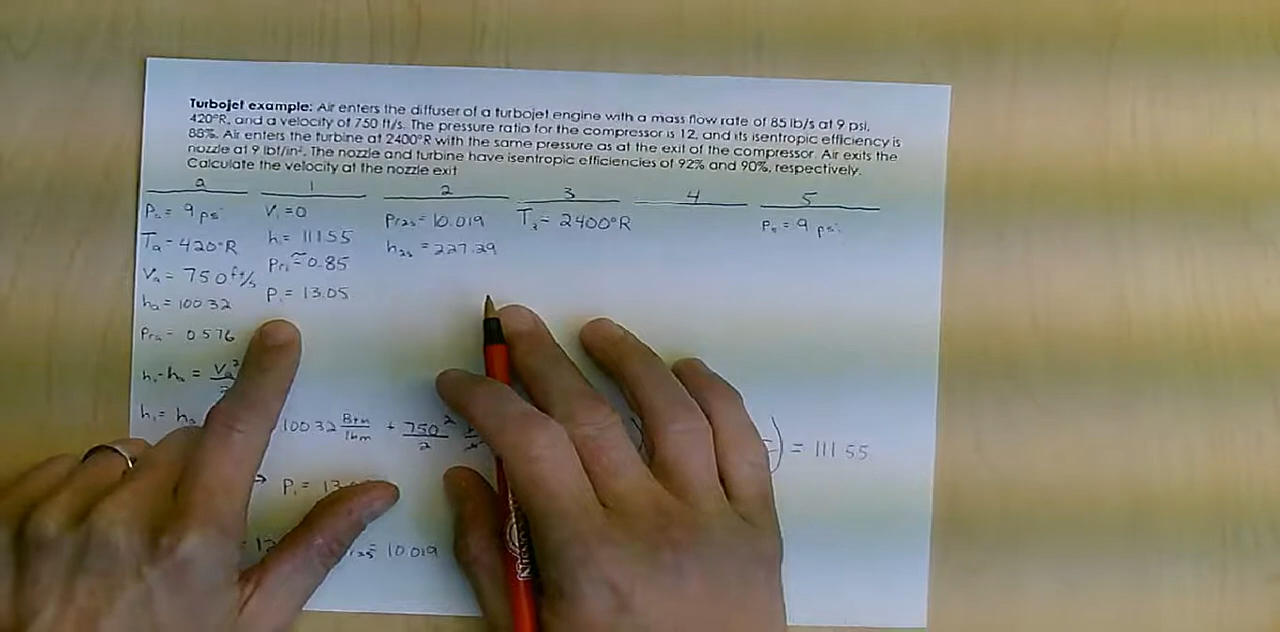 Turbojet example: Air enters the diffuser of a turbojet engine with a mass flow rate of 85 lb/s at 9 psi,
420°R, and a velocity of 750 ft/s. The pressure ratio for the compressor is 12, and its isentropic efficiency is
88%. Air enters the turbine at 2400°R with the same pressure as at the exit of the compressor. Air exits the
nozzle at 9 lbf/in². The nozzle and turbine have isentropic efficiencies of 92% and 90%, respectively.
Calculate the velocity at the nozzle exit
a 1 2 3 4 5
Pa = 9 psi
Ta = 420°R
Va = 750 ft/s
ha = 100.32
Pra = 0.576
V1 = 0
h1 = 111.55
Pr1 ≈ 0.85
P1 = 13.05
Pr2s = 10.019
h2s = 227.29
T3 = 2400°R
P5 = 9 psi
h1-ha = Va²
h1 = ha
100.32 Btu/lbm + 750²/2
) = 111.55
→ P1 = 13
10.019